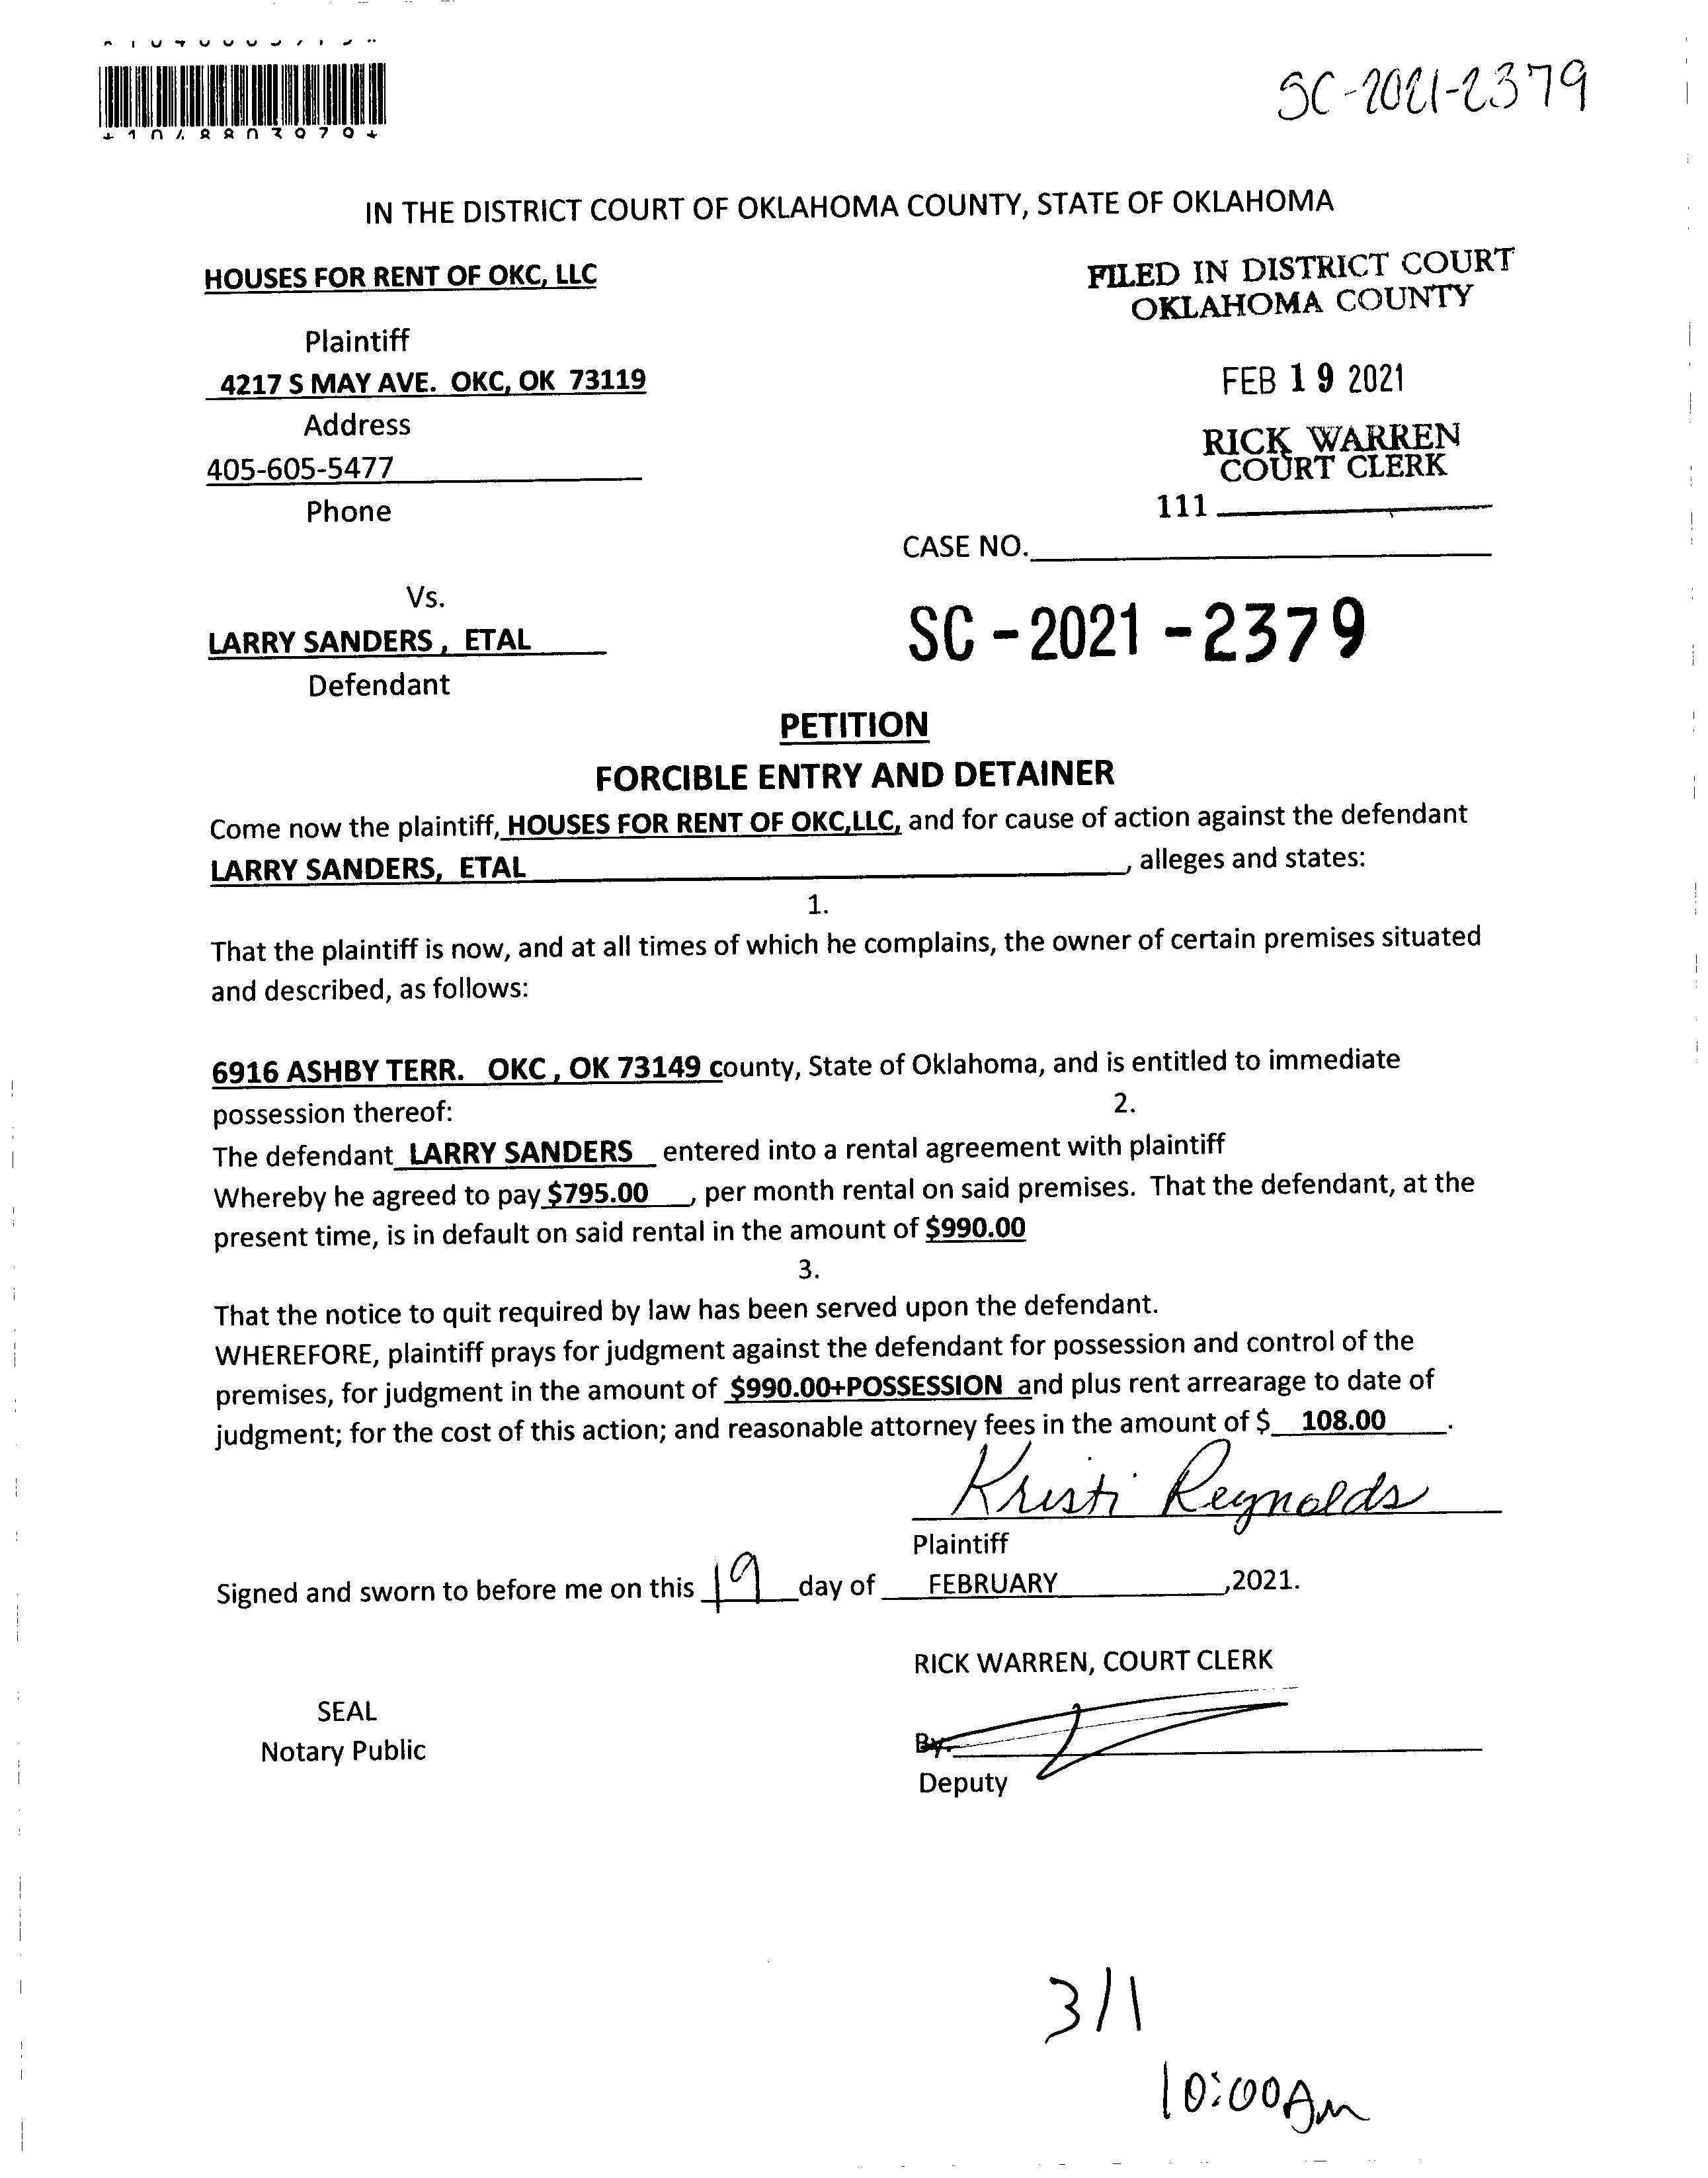 SC-2021-2379
IN THE DISTRICT COURT OF OKLAHOMA COUNTY, STATE OF OKLAHOMA
HOUSES FOR RENT OF OKC, LLC
Plaintiff
4217 S MAY AVE. OKC, OK 73119
Address
405-605-5477
Phone
FILED IN DISTRICT COURT
OKLAHOMA COUNTY
FEB 19 2021
RICK WARREN
COURT CLERK
111
CASE NO.
Vs.
LARRY SANDERS , ETAL
Defendant
SC - 2021 - 2379
PETITION
FORCIBLE ENTRY AND DETAINER
Come now the plaintiff, HOUSES FOR RENT OF OKC,LLC, and for cause of action against the defendant
LARRY SANDERS, ETAL , alleges and states:
1.
That the plaintiff is now, and at all times of which he complains, the owner of certain premises situated
and described, as follows:
6916 ASHBY TERR. OKC , OK 73149 county, State of Oklahoma, and is entitled to immediate
possession thereof:
2.
The defendant LARRY SANDERS entered into a rental agreement with plaintiff
Whereby he agreed to pay $795.00 , per month rental on said premises. That the defendant, at the
present time, is in default on said rental in the amount of $990.00
3.
That the notice to quit required by law has been served upon the defendant.
WHEREFORE, plaintiff prays for judgment against the defendant for possession and control of the
premises, for judgment in the amount of $990.00+POSSESSION and plus rent arrearage to date of
judgment; for the cost of this action; and reasonable attorney fees in the amount of $ 108.00 .
Kristi Reynolds
Plaintiff
Signed and sworn to before me on this 19 day of FEBRUARY ,2021.
RICK WARREN, COURT CLERK
SEAL
Notary Public
By.
Deputy
3/1
10:00Am